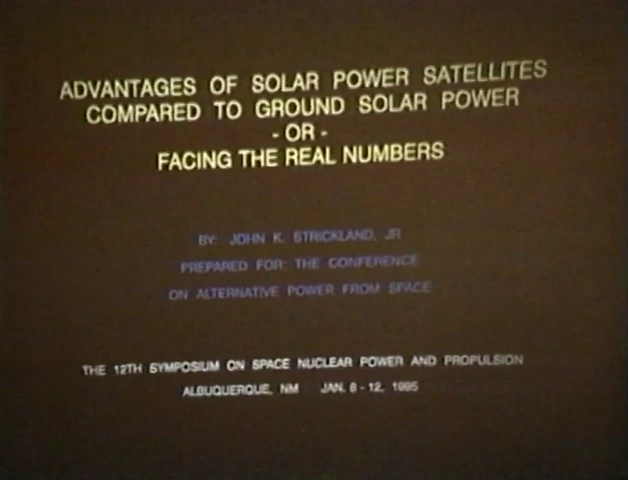 ADVANTAGES OF SOLAR POWER SATELLITES
COMPARED TO GROUND SOLAR POWER
- OR -
FACING THE REAL NUMBERS
BY: JOHN K. STRICKLAND, JR
PREPARED FOR: THE CONFERENCE
ON ALTERNATIVE POWER FROM SPACE
THE 12TH SYMPOSIUM ON SPACE NUCLEAR POWER AND PROPULSION
ALBUQUERQUE, NM JAN. 8 - 12, 1995